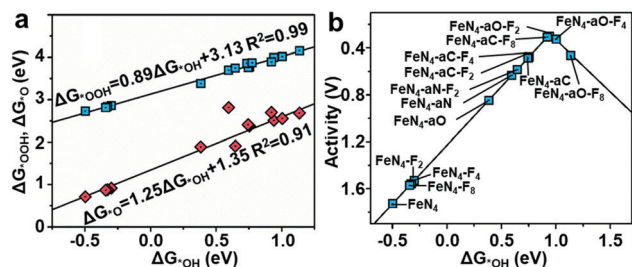 a
ΔG*OOH, ΔG*O (eV)
5
4
3
2
1
0
ΔG*OOH=0.89ΔG*OH+3.13 R²=0.99
ΔG*O=1.25ΔG*OH+1.35 R²=0.91
-0.5 0.0 0.5 1.0
ΔG*OH (eV)
b
Activity (V)
0.4
0.8
1.2
1.6
FeN4-aO-F2
FeN4-aO-F4
FeN4-aC-F8
FeN4-aC-F4
FeN4-aC-F2
FeN4-aC
FeN4-aO-F8
FeN4-aN-F2
FeN4-aN
FeN4-aO
FeN4-F2
FeN4-F4
FeN4-F8
FeN4
-0.5 0.0 0.5 1.0 1.5
ΔG*OH (eV)